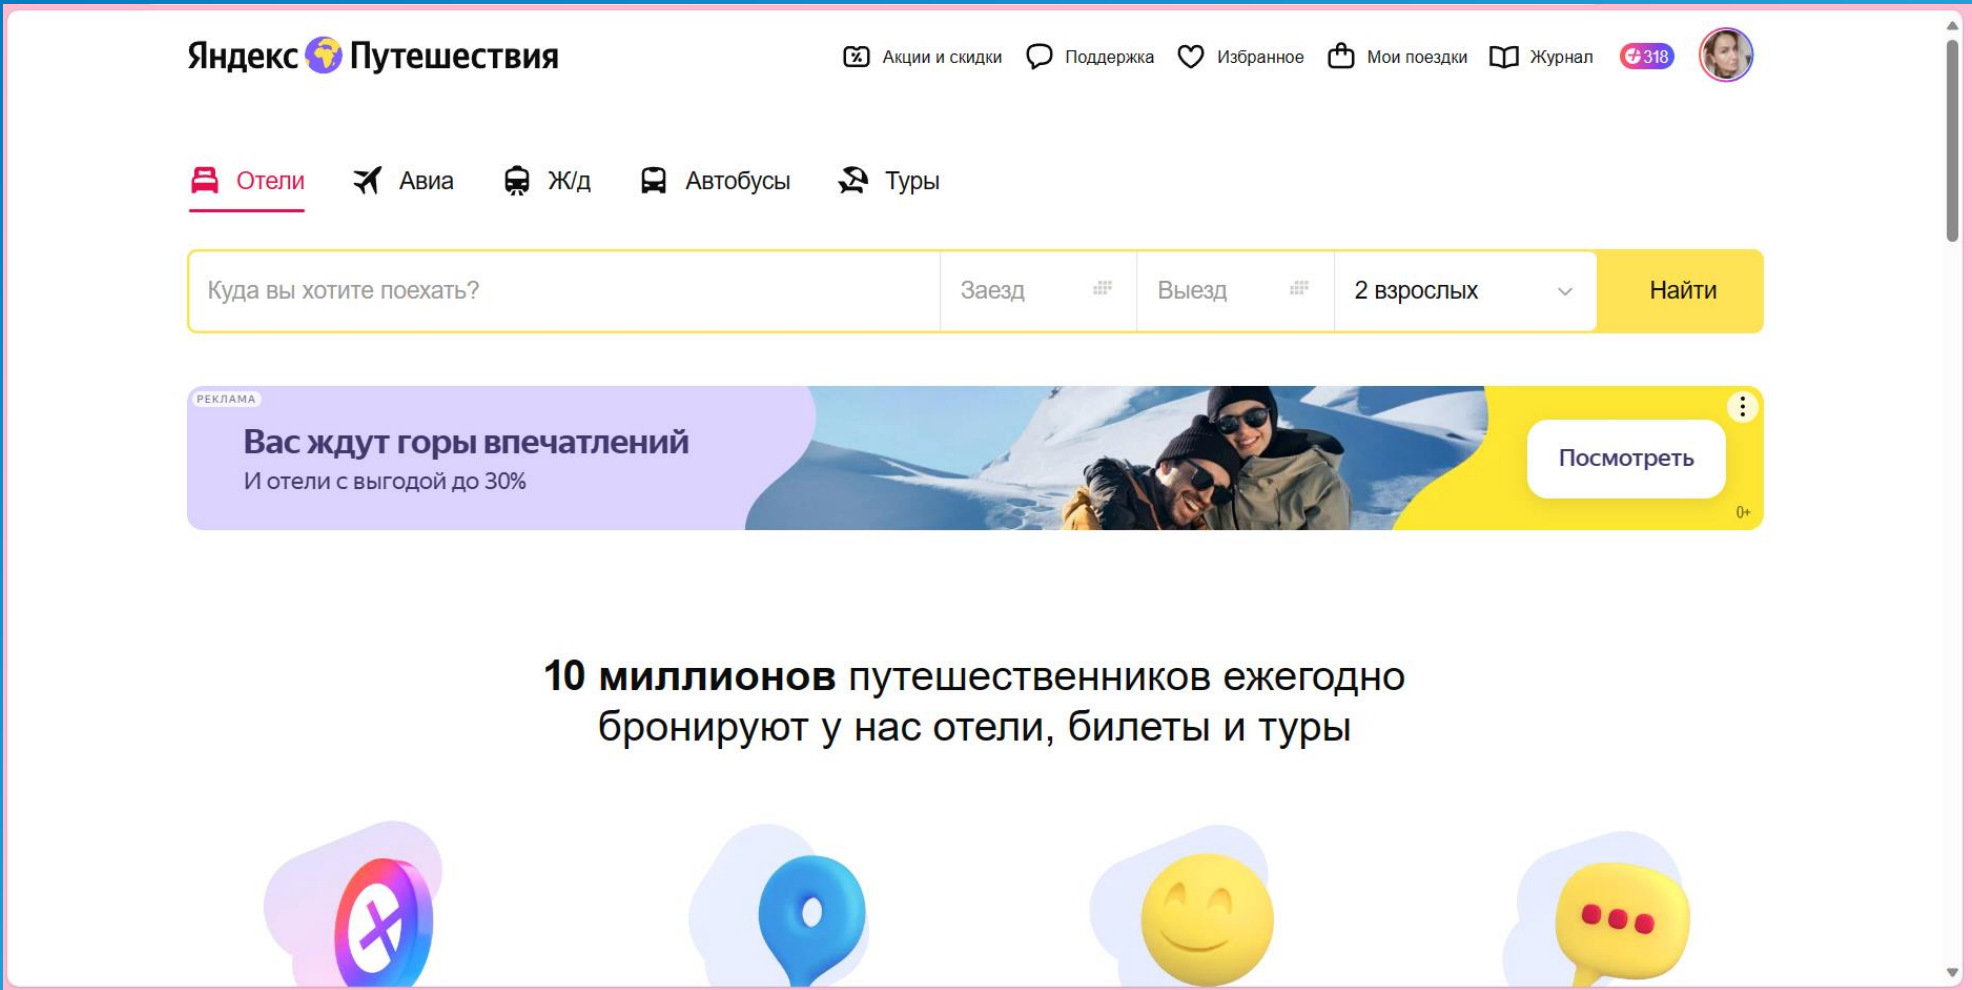 Яндекс Путешествия
Акции и скидки Поддержка Избранное Мои поездки Журнал 318
Отели Авиа Ж/д Автобусы Туры
Куда вы хотите поехать? Заезд Выезд 2 взрослых Найти
РЕКЛАМА
Вас ждут горы впечатлений
И отели с выгодой до 30%
Посмотреть
0+
10 миллионов путешественников ежегодно
бронируют у нас отели, билеты и туры